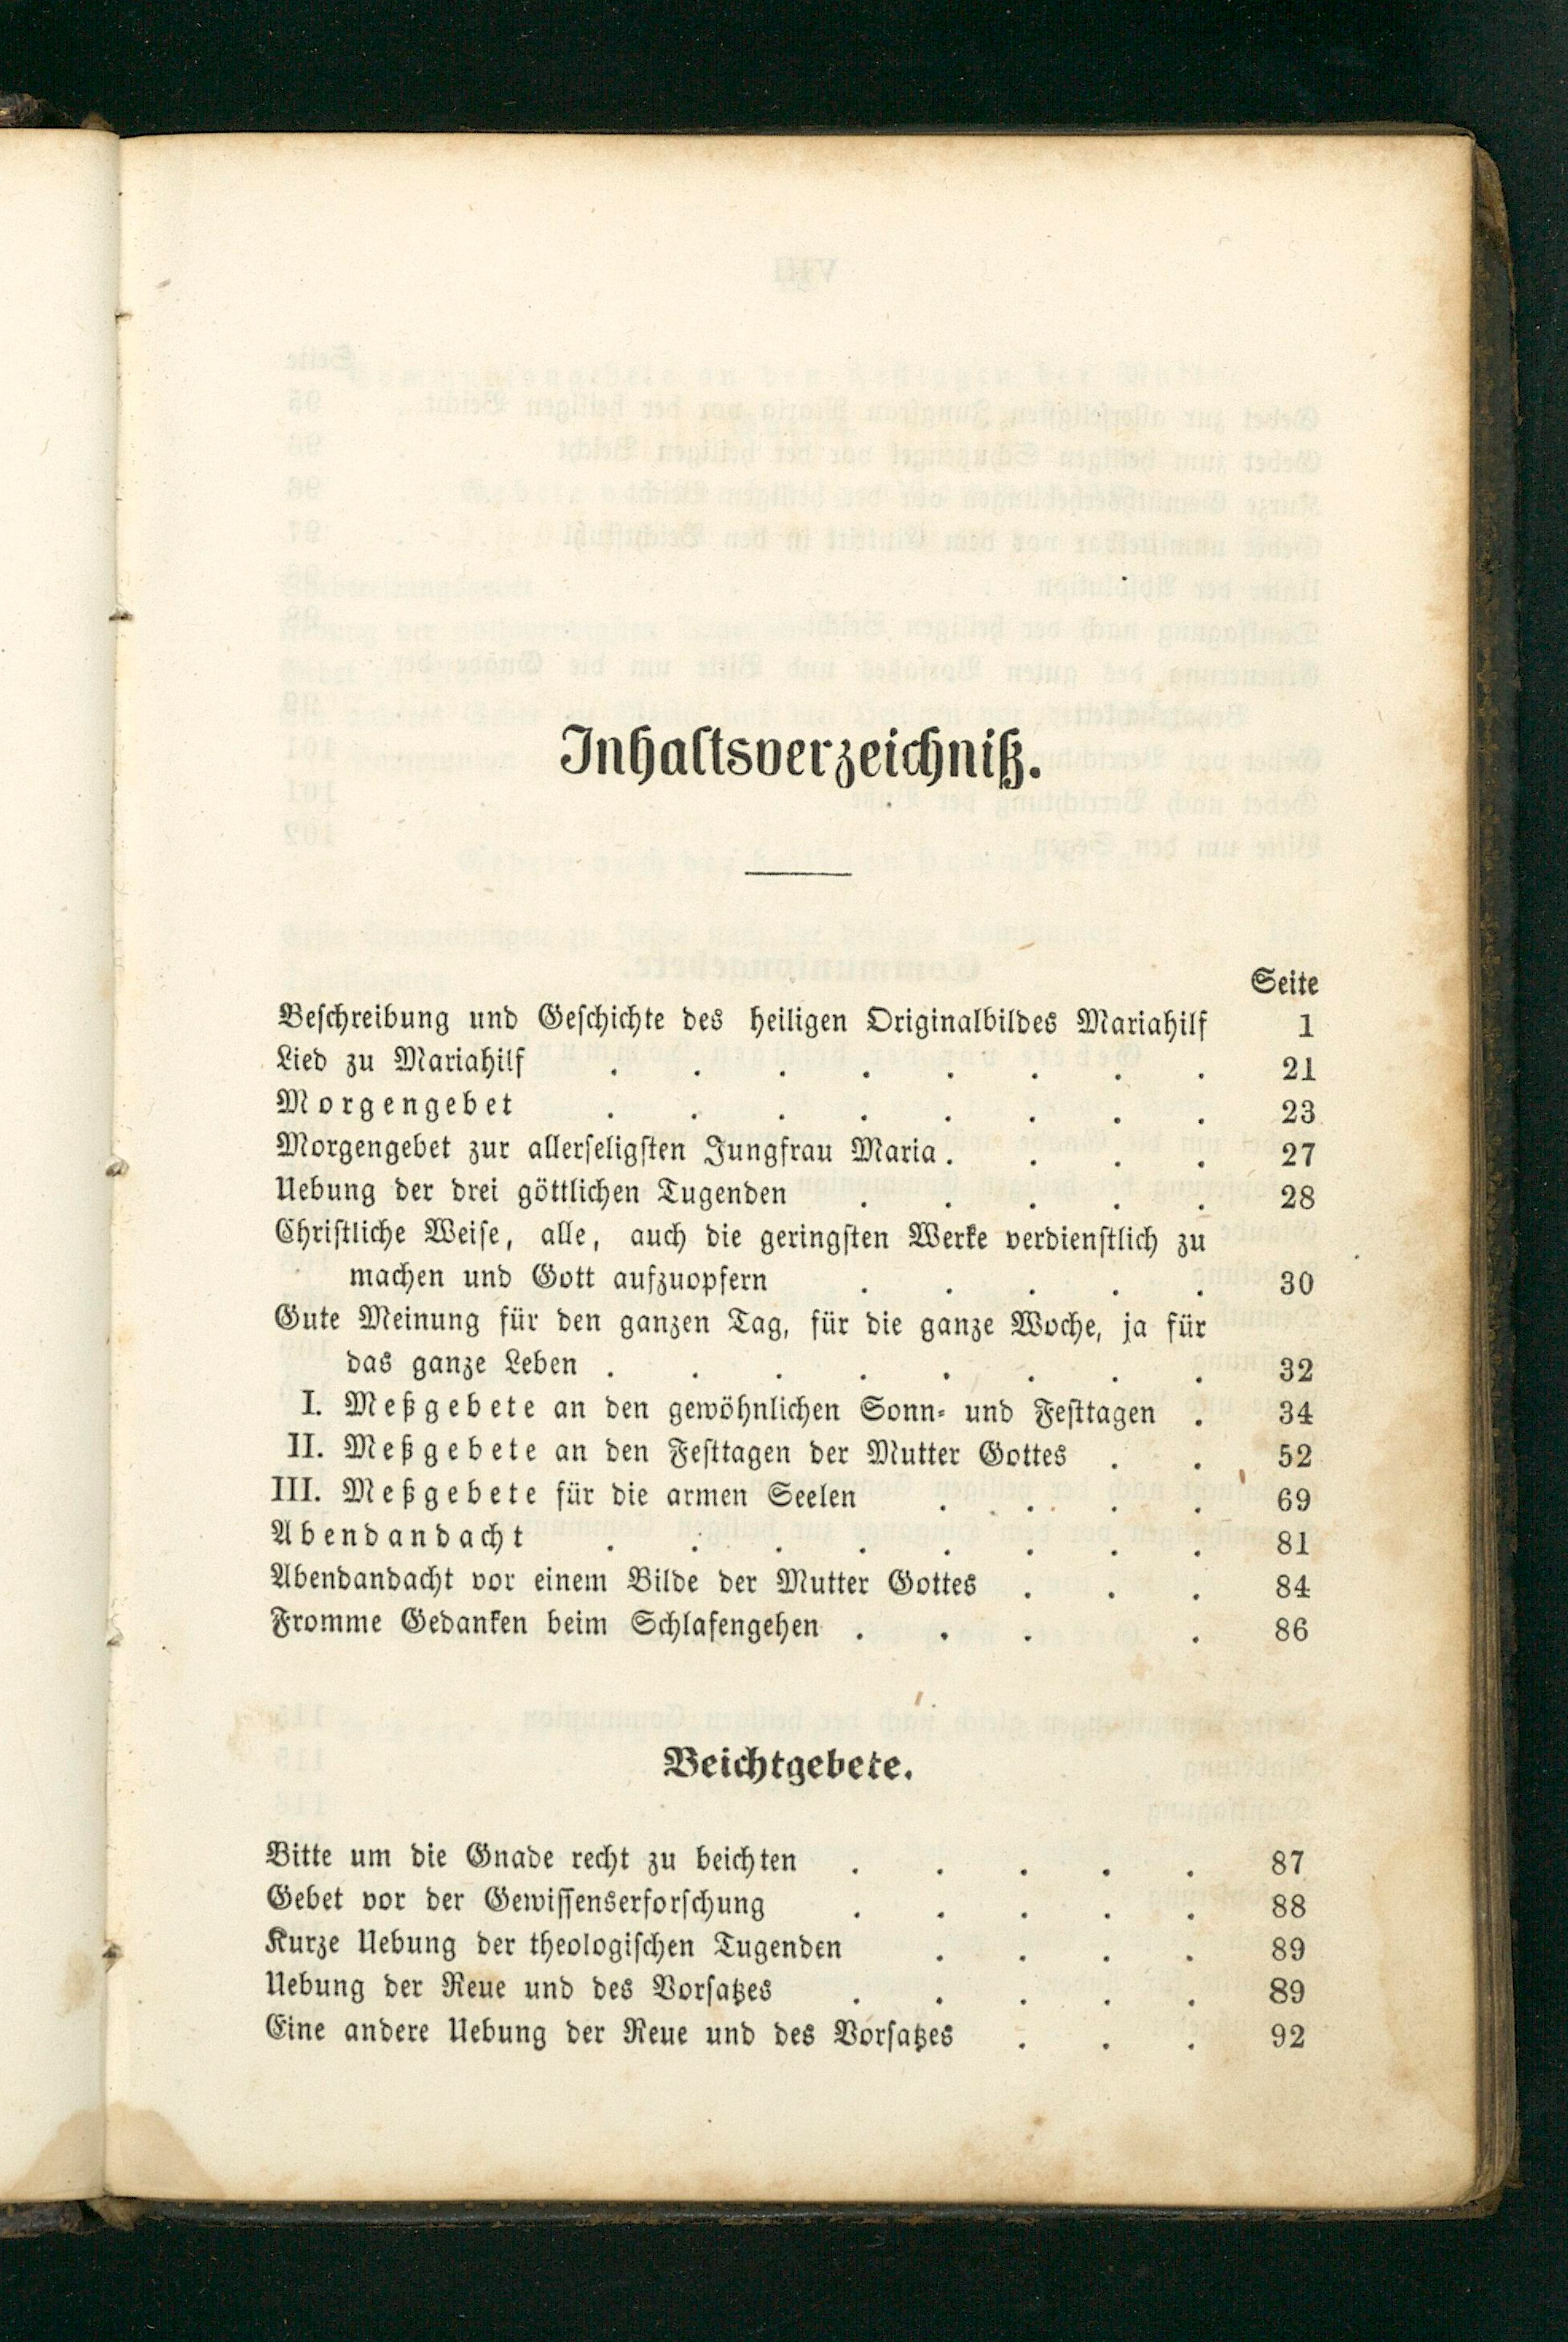 Inhaltsverzeichniß.
Seite
Beschreibung und Geschichte des heiligen Originalbildes Mariahilf 1
Lied zu Mariahilf . . . . . . . . 21
Morgengebet . . . . . . . . 23
Morgengebet zur allerseligsten Jungfrau Maria. . . . 27
Uebung der drei göttlichen Tugenden . . . . . 28
Christliche Weise, alle, auch die geringsten Werke verdienstlich zu
machen und Gott aufzuopfern . . . . . 30
Gute Meinung für den ganzen Tag, für die ganze Woche, ja für
das ganze Leben . . . . . . . . 32
I. Meßgebete an den gewöhnlichen Sonn- und Festtagen . 34
II. Meßgebete an den Festtagen der Mutter Gottes . . 52
III. Meßgebete für die armen Seelen . . . . 69
Abendandacht . . . . . . . . 81
Abendandacht vor einem Bilde der Mutter Gottes . . . 84
Fromme Gedanken beim Schlafengehen . . . . 86
Beichtgebete.
Bitte um die Gnade recht zu beichten . . . . . 87
Gebet vor der Gewissenserforschung . . . . . 88
Kurze Uebung der theologischen Tugenden . . . . 89
Uebung der Reue und des Vorsatzes . . . . . 89
Eine andere Uebung der Reue und des Vorsatzes . . . 92